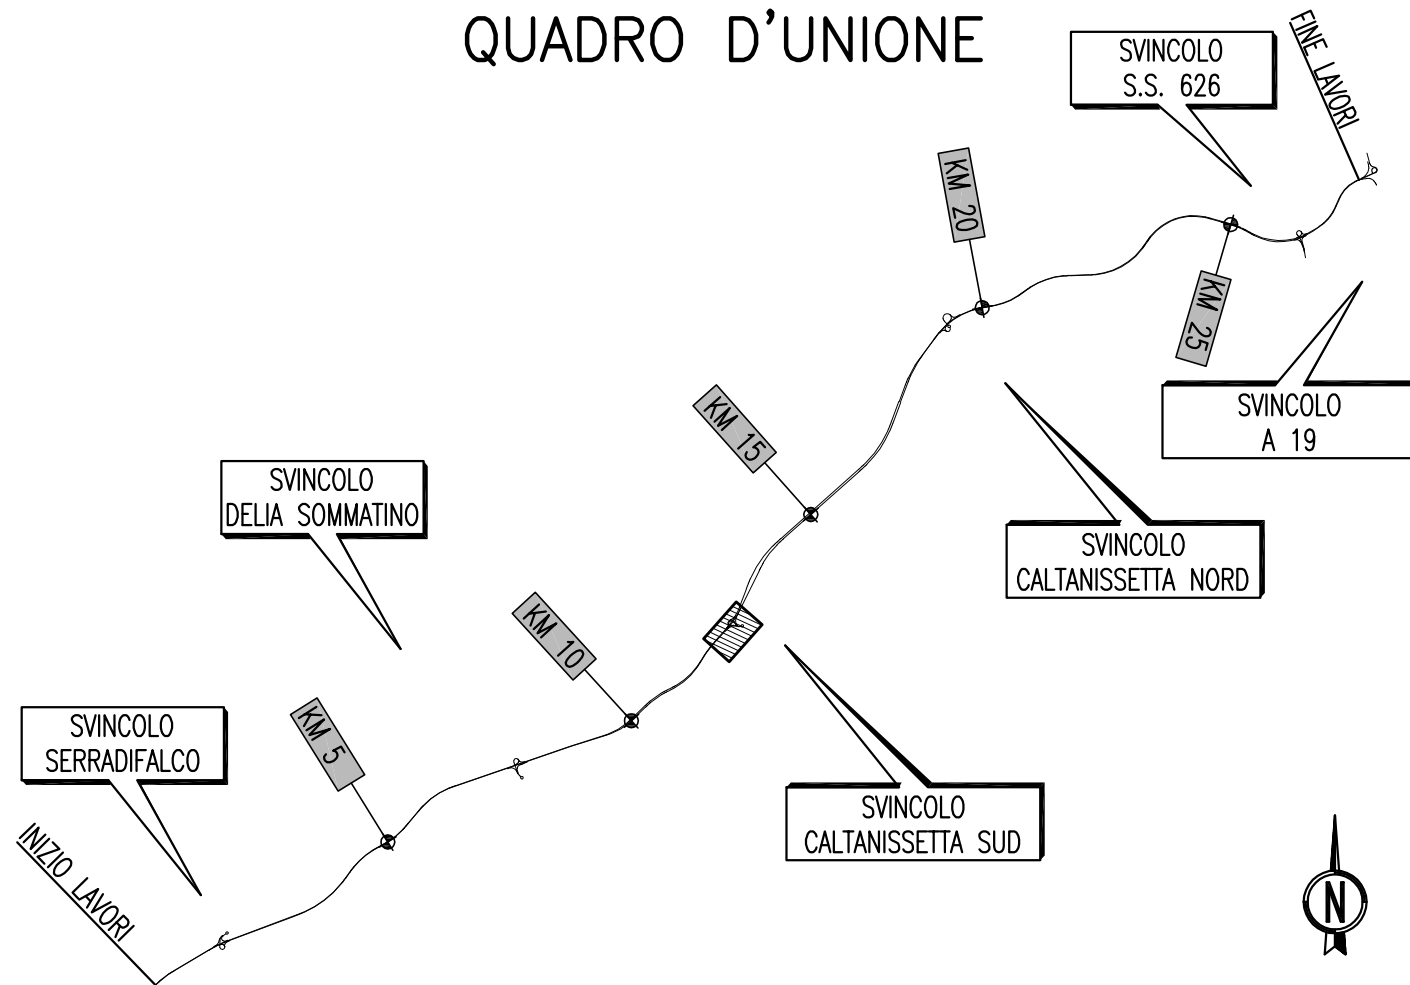 QUADRO D'UNIONE
SVINCOLO
S.S. 626
FINE LAVORI
KM 20
KM 25
SVINCOLO
A 19
KM 15
SVINCOLO
DELIA SOMMATINO
SVINCOLO
CALTANISSETTA NORD
KM 10
KM 5
SVINCOLO
SERRADIFALCO
SVINCOLO
CALTANISSETTA SUD
INIZIO LAVORI
N